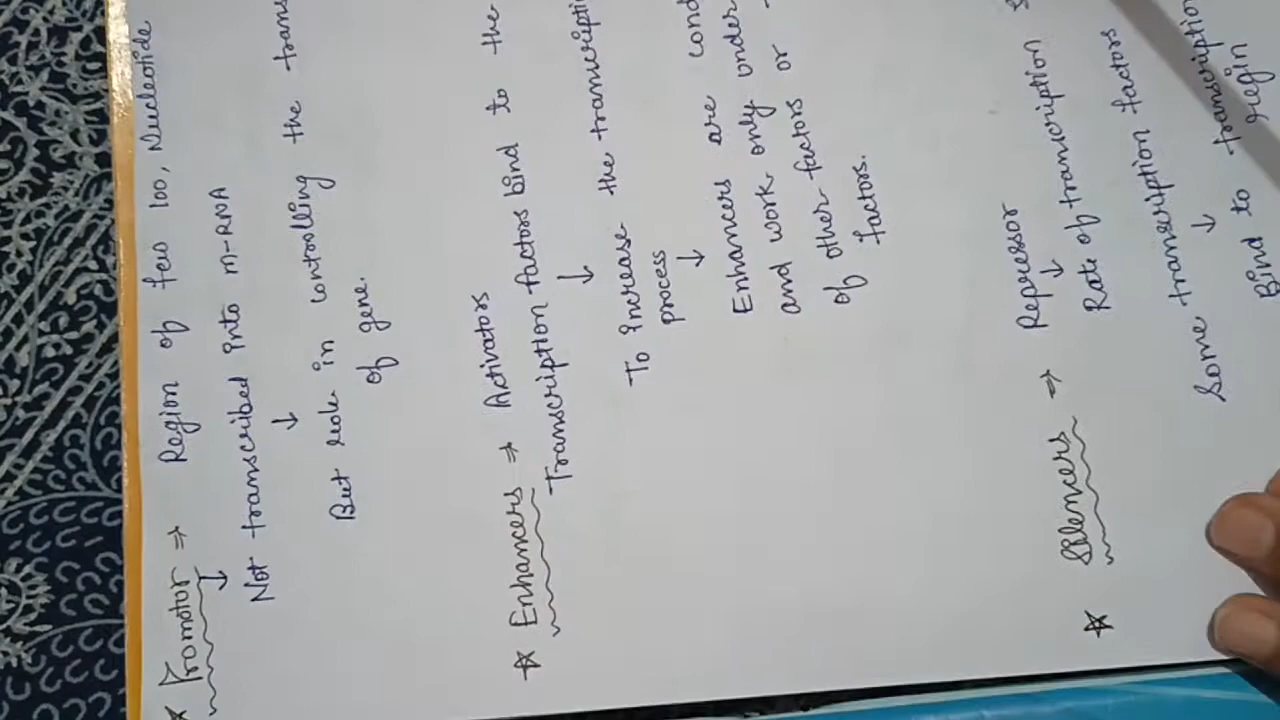 ☆ Promotor ⇒ Region of few 100, Nucleotide
↓
Not transcribed into m-RNA
↓
But role in controlling the trans
of gene.
☆ Enhancers ⇒ Activators
Transcription factors bind to the
↓
To increase the transcripti
process
↓
Enhancers are cond
and work only under
of other factors or
factors.
☆ Silencers ⇒ Repressor
↓
Rate of transcription
Some transcription factors
↓
Bind to transcription
regin